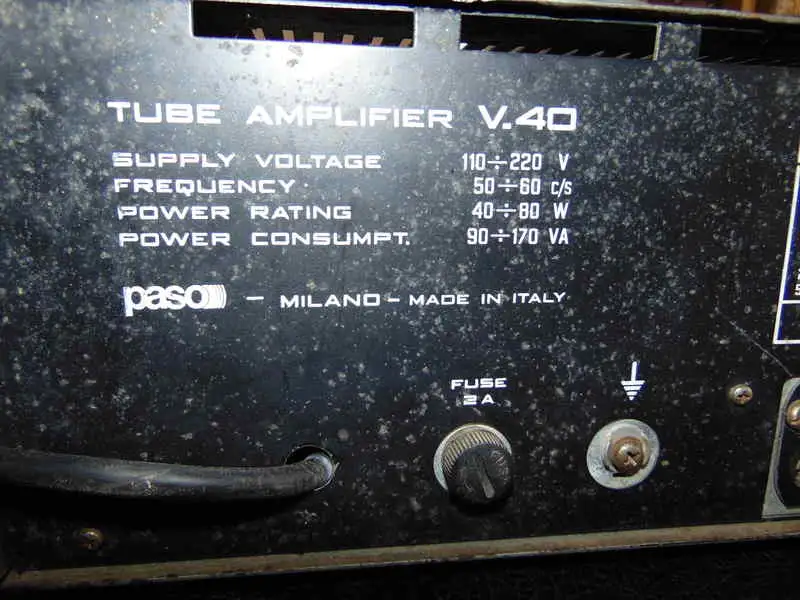 TUBE AMPLIFIER V.40
SUPPLY VOLTAGE 110÷220 V
FREQUENCY 50÷60 c/s
POWER RATING 40÷80 W
POWER CONSUMPT. 90÷170 VA
paso - MILANO - MADE IN ITALY
FUSE
2A